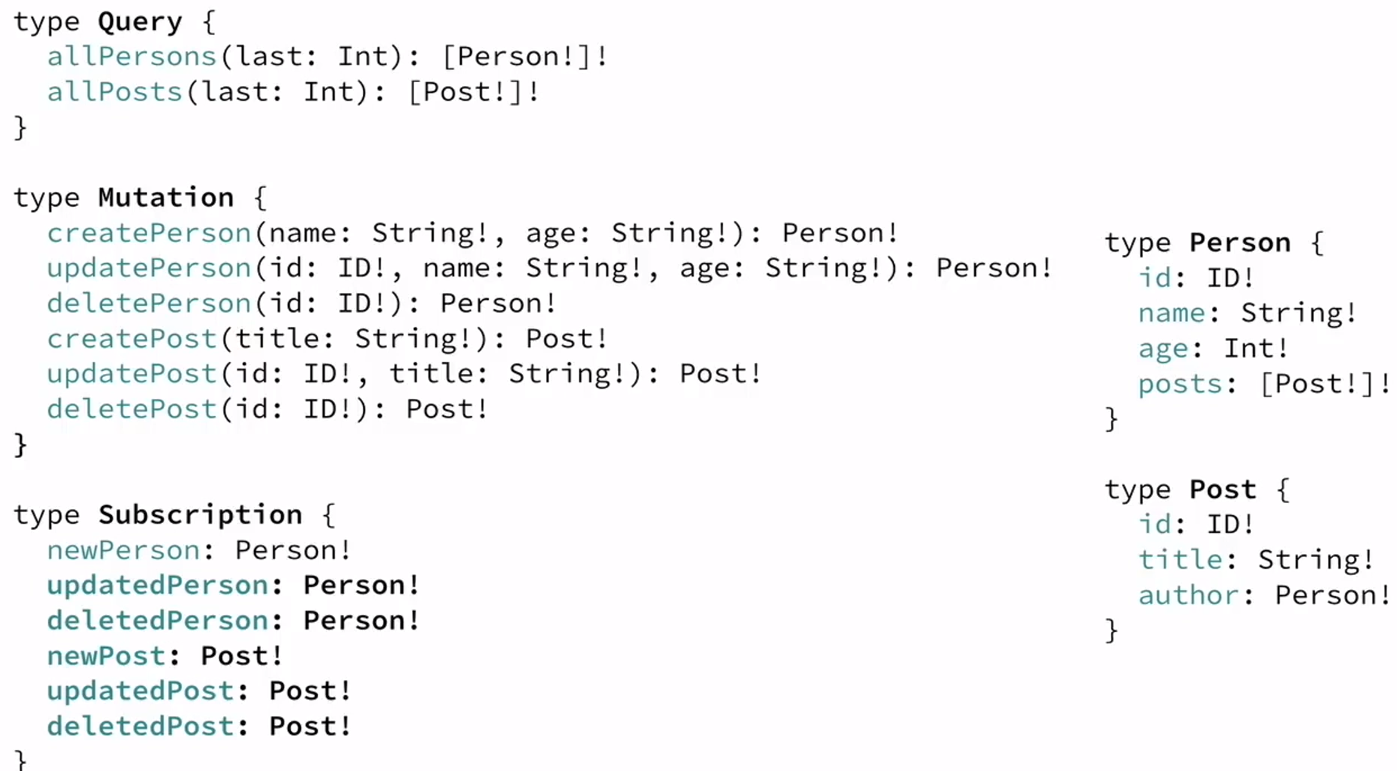 type Query {
  allPersons(last: Int): [Person!]!
  allPosts(last: Int): [Post!]!
}
type Mutation {
  createPerson(name: String!, age: String!): Person!
  updatePerson(id: ID!, name: String!, age: String!): Person!
  deletePerson(id: ID!): Person!
  createPost(title: String!): Post!
  updatePost(id: ID!, title: String!): Post!
  deletePost(id: ID!): Post!
}
type Subscription {
  newPerson: Person!
  updatedPerson: Person!
  deletedPerson: Person!
  newPost: Post!
  updatedPost: Post!
  deletedPost: Post!
}
type Person {
  id: ID!
  name: String!
  age: Int!
  posts: [Post!]!
}
type Post {
  id: ID!
  title: String!
  author: Person!
}